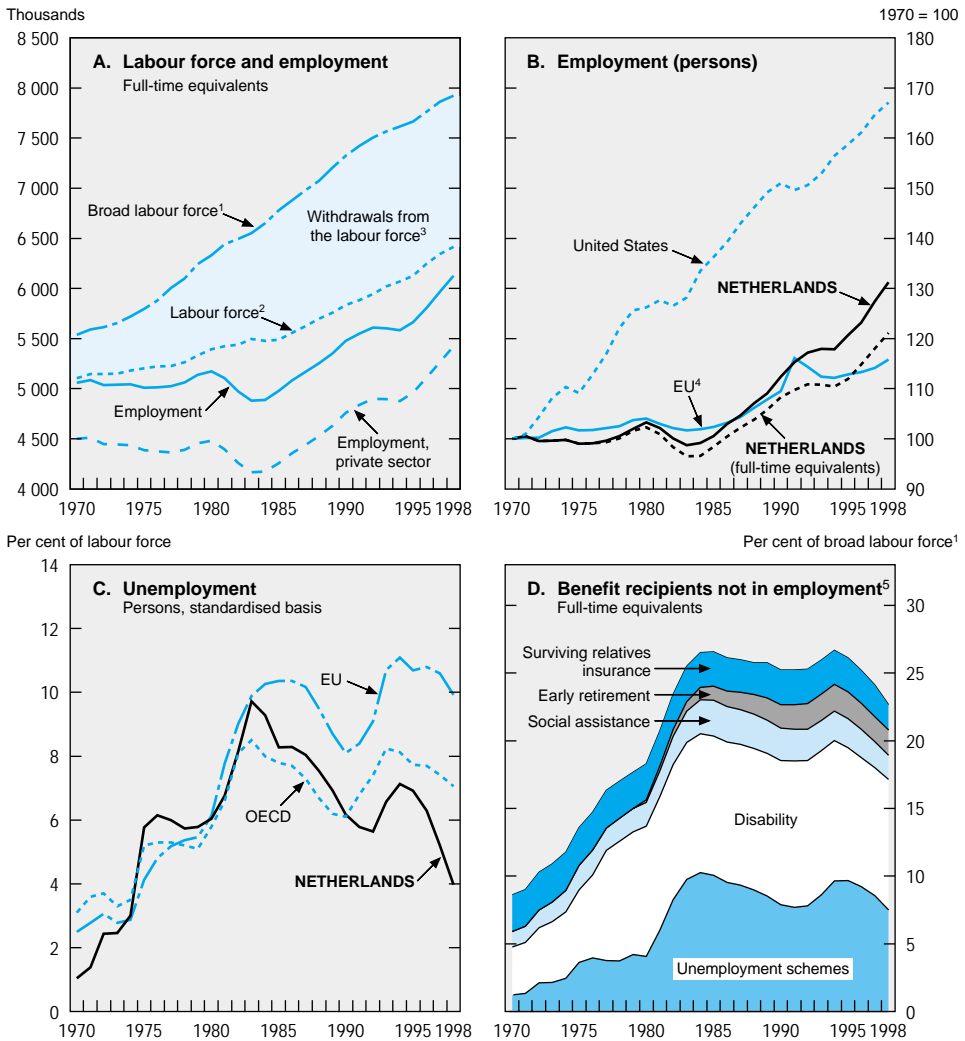 Thousands
1970 = 100
8 500
8 000
7 500
7 000
6 500
6 000
5 500
5 000
4 500
4 000
A. Labour force and employment
Full-time equivalents
Broad labour force¹
Withdrawals from
the labour force³
Labour force²
Employment
Employment,
private sector
1970 1975 1980 1985 1990 1995 1998
B. Employment (persons)
United States
NETHERLANDS
EU⁴
NETHERLANDS
(full-time equivalents)
180
170
160
150
140
130
120
110
100
90
1970 1975 1980 1985 1990 1995 1998
Per cent of labour force
Per cent of broad labour force¹
14
12
10
8
6
4
2
0
C. Unemployment
Persons, standardised basis
EU
OECD
NETHERLANDS
1970 1975 1980 1985 1990 1995 1998
D. Benefit recipients not in employment⁵
Full-time equivalents
Surviving relatives
insurance
Early retirement
Social assistance
Disability
Unemployment schemes
30
25
20
15
10
5
0
1970 1975 1980 1985 1990 1995 1998